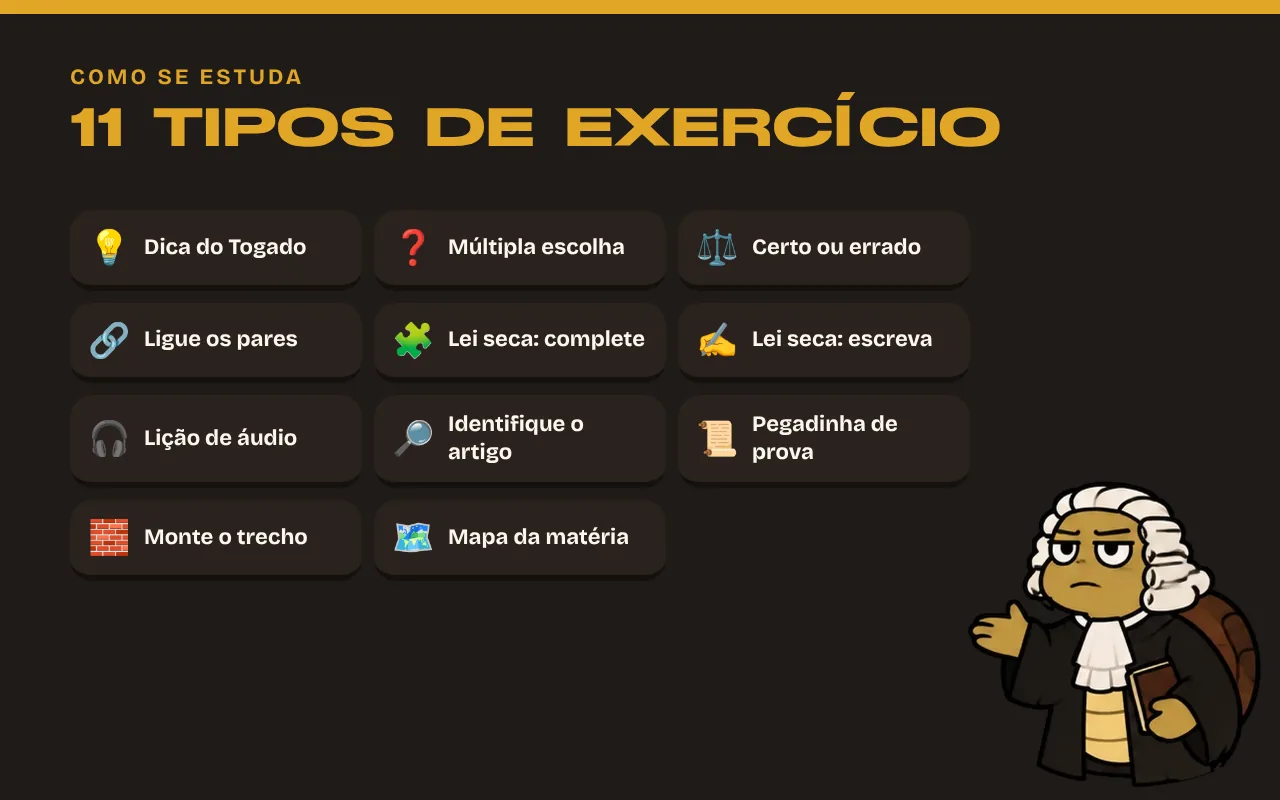 COMO SE ESTUDA
11 TIPOS DE EXERCÍCIO
Dica do Togado
Múltipla escolha
Certo ou errado
Ligue os pares
Lei seca: complete
Lei seca: escreva
Lição de áudio
Identifique o
artigo
Pegadinha de
prova
Monte o trecho
Mapa da matéria